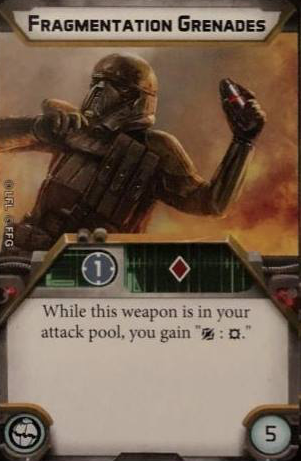 FRAGMENTATION GRENADES
© LFL © FFG
1
While this weapon is in your
attack pool, you gain " : ."
5